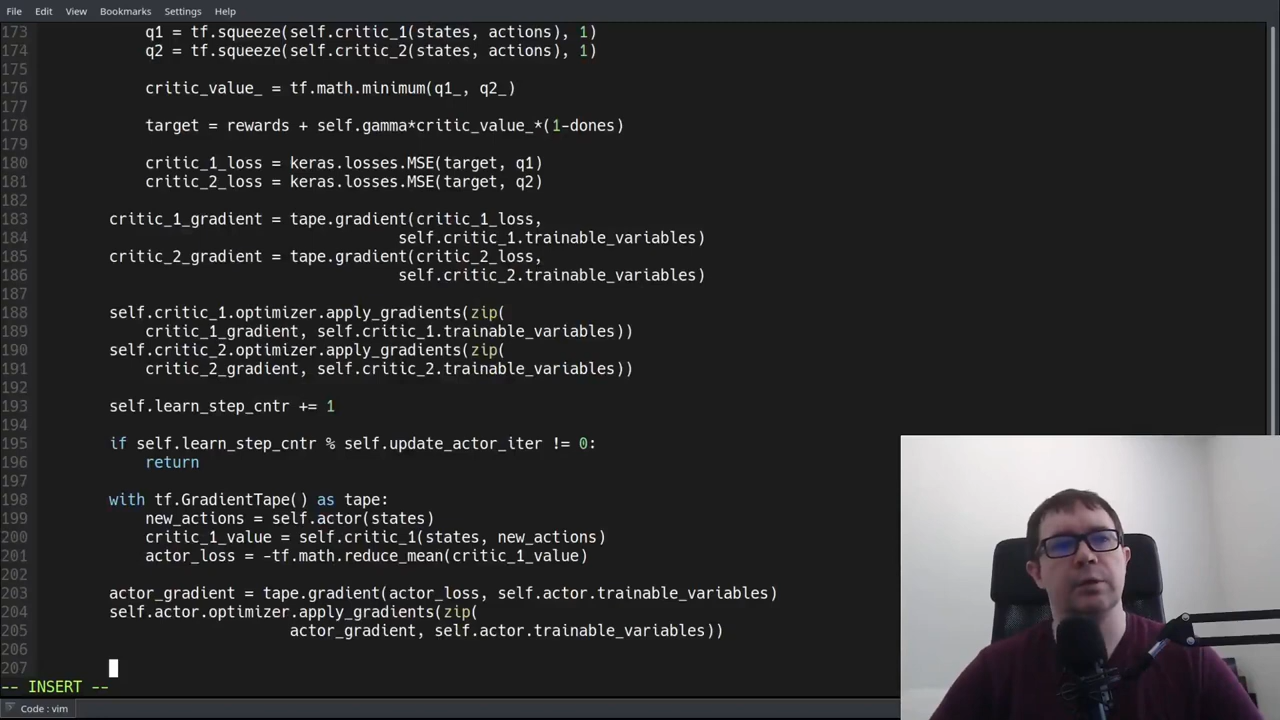 File Edit View Bookmarks Settings Help
173 q1 = tf.squeeze(self.critic_1(states, actions), 1)
174 q2 = tf.squeeze(self.critic_2(states, actions), 1)
175
176 critic_value_ = tf.math.minimum(q1_, q2_)
177
178 target = rewards + self.gamma*critic_value_*(1-dones)
179
180 critic_1_loss = keras.losses.MSE(target, q1)
181 critic_2_loss = keras.losses.MSE(target, q2)
182
183 critic_1_gradient = tape.gradient(critic_1_loss,
184 self.critic_1.trainable_variables)
185 critic_2_gradient = tape.gradient(critic_2_loss,
186 self.critic_2.trainable_variables)
187
188 self.critic_1.optimizer.apply_gradients(zip(
189 critic_1_gradient, self.critic_1.trainable_variables))
190 self.critic_2.optimizer.apply_gradients(zip(
191 critic_2_gradient, self.critic_2.trainable_variables))
192
193 self.learn_step_cntr += 1
194
195 if self.learn_step_cntr % self.update_actor_iter != 0:
196 return
197
198 with tf.GradientTape() as tape:
199 new_actions = self.actor(states)
200 critic_1_value = self.critic_1(states, new_actions)
201 actor_loss = -tf.math.reduce_mean(critic_1_value)
202
203 actor_gradient = tape.gradient(actor_loss, self.actor.trainable_variables)
204 self.actor.optimizer.apply_gradients(zip(
205 actor_gradient, self.actor.trainable_variables))
206
207
-- INSERT --
Code : vim